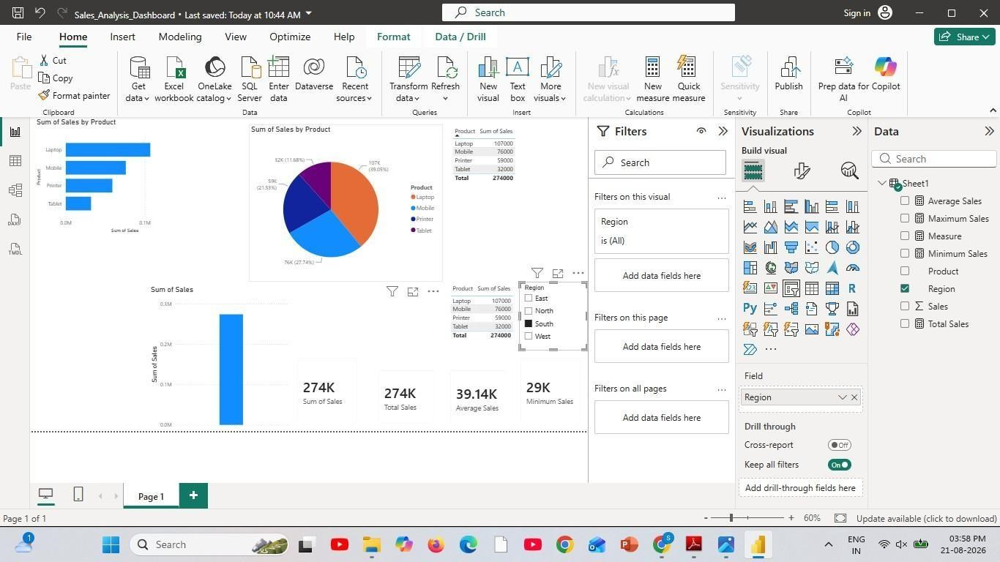 Sales_Analysis_Dashboard • Last saved: Today at 10:44 AM
Search
Sign in
File Home Insert Modeling View Optimize Help Format Data / Drill
Share
Paste
Cut
Copy
Format painter
Clipboard
Get data
Excel workbook
OneLake catalog
SQL Server
Enter data
Dataverse
Recent sources
Data
Transform data
Refresh
Queries
New visual
Text box
More visuals
Insert
New visual calculation
New measure
Quick measure
Calculations
Sensitivity
Sensitivity
Publish
Share
Prep data for AI
Copilot
Copilot
DAX
TMDL
Sum of Sales by Product
Product
Laptop
Mobile
Printer
Tablet
0.0M 0.1M
Sum of Sales
Sum of Sales by Product
32K (11.68%)
107K
(39.05%)
59K
(21.53%)
76K (27.74%)
Product
Laptop
Mobile
Printer
Tablet
Product Sum of Sales
Laptop 107000
Mobile 76000
Printer 59000
Tablet 32000
Total 274000
Sum of Sales
Sum of Sales
0.3M
0.2M
0.1M
0.0M
Product Sum of Sales
Laptop 107000
Mobile 76000
Printer 59000
Tablet 32000
Total 274000
Region
East
North
South
West
274K
Sum of Sales
274K
Total Sales
39.14K
Average Sales
29K
Minimum Sales
Filters
Search
Filters on this visual
Region
is (All)
Add data fields here
Filters on this page
Add data fields here
Filters on all pages
Add data fields here
Visualizations
Build visual
123
R
Py
Field
Region
Drill through
Cross-report Off
Keep all filters On
Add drill-through fields here
Data
Search
Sheet1
Average Sales
Maximum Sales
Measure
Minimum Sales
Product
Region
Sales
Total Sales
Page 1
Page 1 of 1
60%
Update available (click to download)
1
Search
S
ENG
IN
03:58 PM
21-08-2026